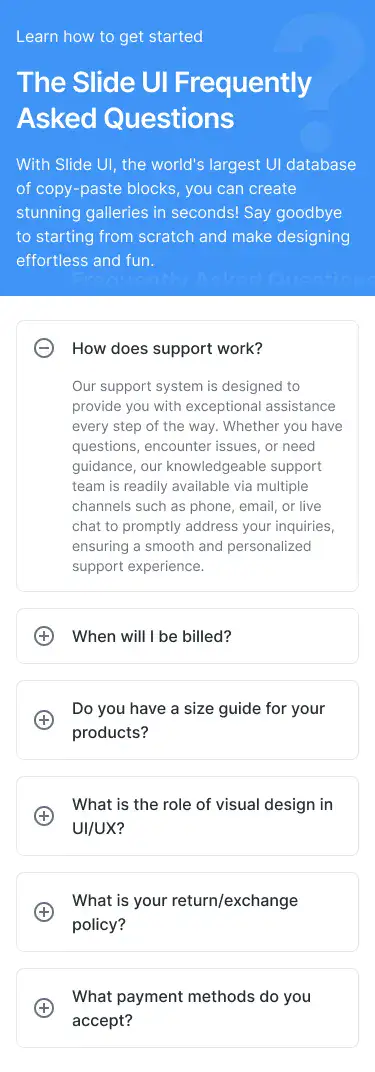 Learn how to get started
The Slide UI Frequently
Asked Questions
With Slide UI, the world's largest UI database
of copy-paste blocks, you can create
stunning galleries in seconds! Say goodbye
to starting from scratch and make designing
effortless and fun.
Frequently Asked Questions
How does support work?
Our support system is designed to
provide you with exceptional assistance
every step of the way. Whether you have
questions, encounter issues, or need
guidance, our knowledgeable support
team is readily available via multiple
channels such as phone, email, or live
chat to promptly address your inquiries,
ensuring a smooth and personalized
support experience.
When will I be billed?
Do you have a size guide for your
products?
What is the role of visual design in
UI/UX?
What is your return/exchange
policy?
What payment methods do you
accept?